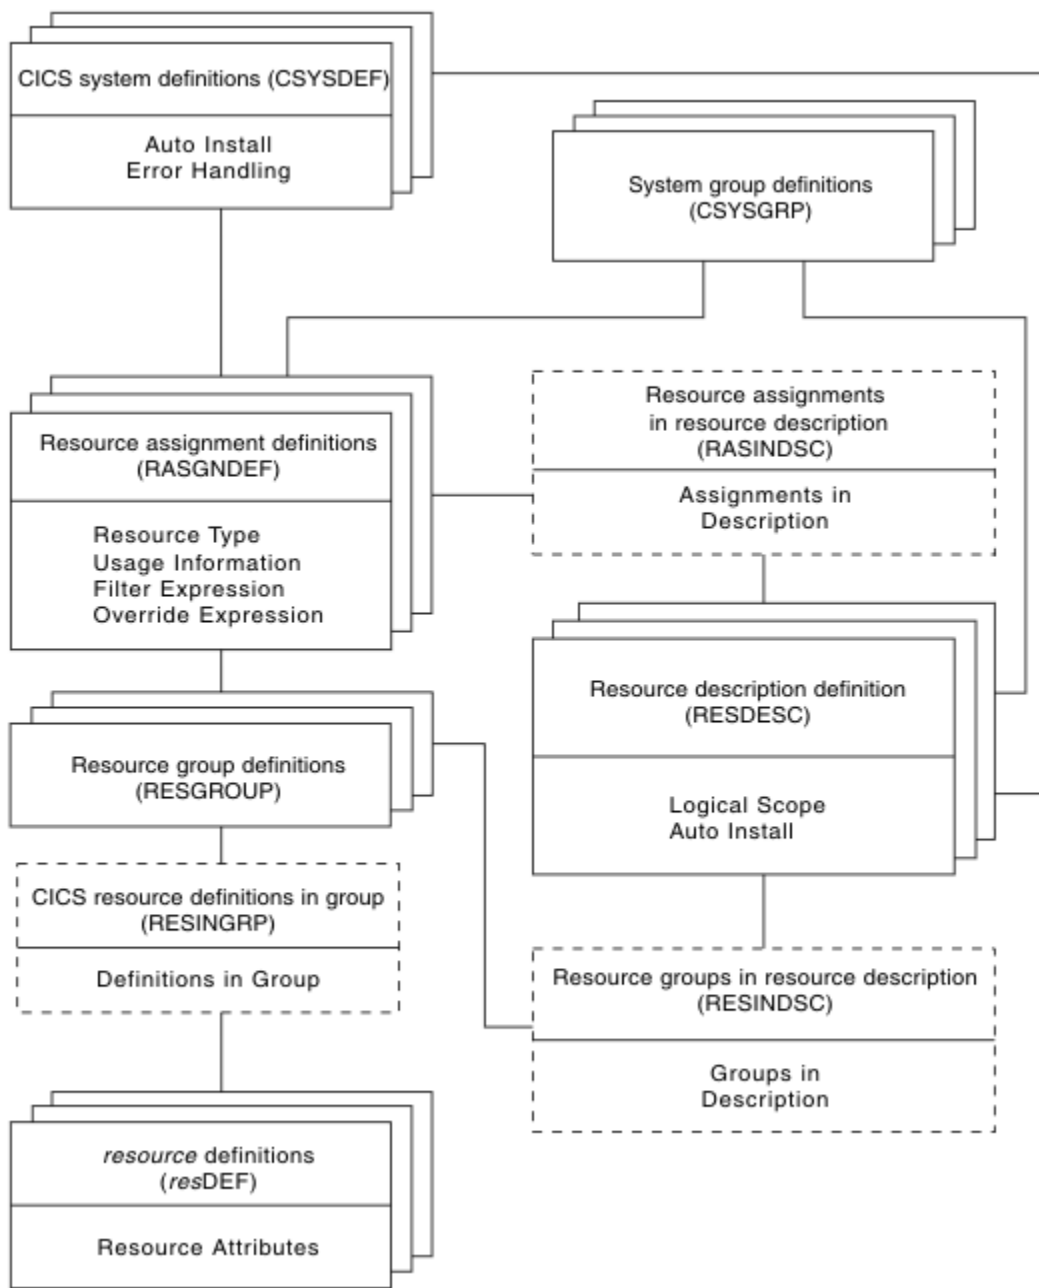 CICS system definitions (CSYSDEF)
Auto Install
Error Handling
System group definitions
(CSYSGRP)
Resource assignment definitions
(RASGNDEF)
Resource Type
Usage Information
Filter Expression
Override Expression
Resource assignments
in resource description
(RASINDSC)
Assignments in
Description
Resource description definition
(RESDESC)
Logical Scope
Auto Install
Resource group definitions
(RESGROUP)
CICS resource definitions in group
(RESINGRP)
Definitions in Group
Resource groups in resource description
(RESINDSC)
Groups in
Description
resource definitions
(resDEF)
Resource Attributes